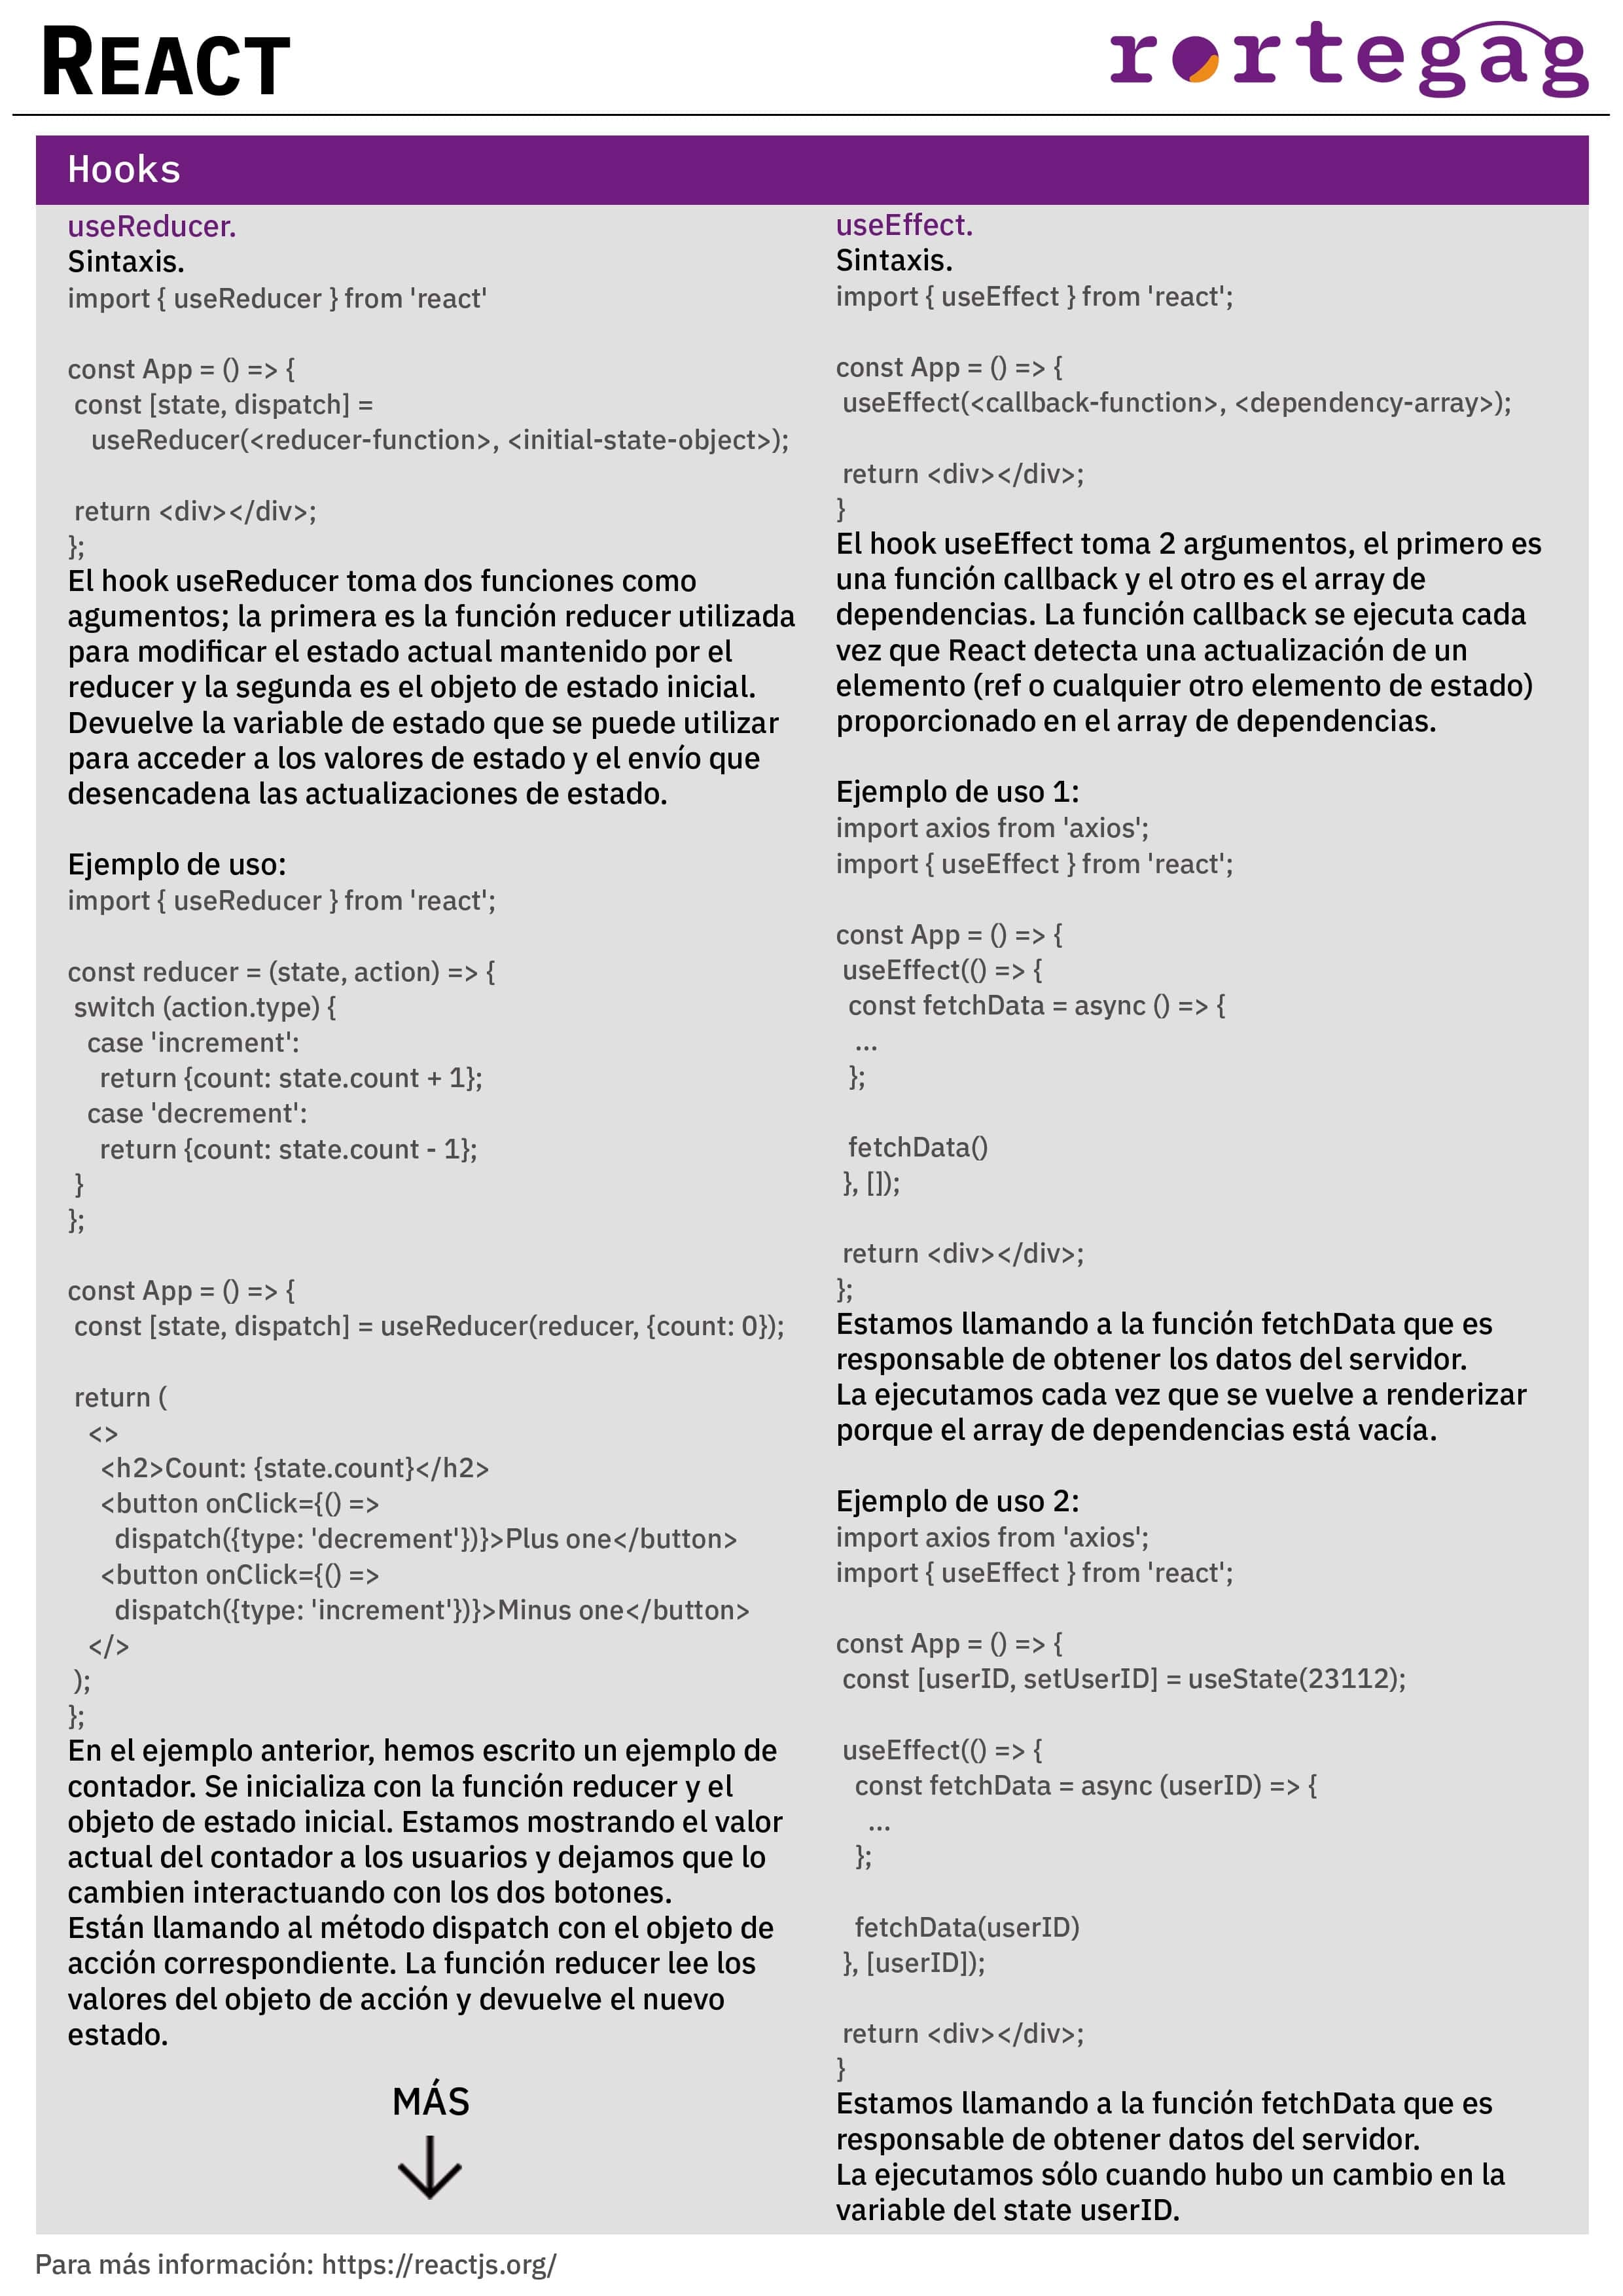 REACT
rortegag
Hooks
useReducer.
Sintaxis.
import { useReducer } from 'react'
const App = () => {
const [state, dispatch] =
useReducer(<reducer-function>, <initial-state-object>);
return <div></div>;
};
El hook useReducer toma dos funciones como
agumentos; la primera es la función reducer utilizada
para modificar el estado actual mantenido por el
reducer y la segunda es el objeto de estado inicial.
Devuelve la variable de estado que se puede utilizar
para acceder a los valores de estado y el envío que
desencadena las actualizaciones de estado.
Ejemplo de uso:
import { useReducer } from 'react';
const reducer = (state, action) => {
switch (action.type) {
case 'increment':
return {count: state.count + 1};
case 'decrement':
return {count: state.count - 1};
}
};
const App = () => {
const [state, dispatch] = useReducer(reducer, {count: 0});
return (
<>
<h2>Count: {state.count}</h2>
<button onClick={() =>
dispatch({type: 'decrement'})}>Plus one</button>
<button onClick={() =>
dispatch({type: 'increment'})}>Minus one</button>
</>
);
};
En el ejemplo anterior, hemos escrito un ejemplo de
contador. Se inicializa con la función reducer y el
objeto de estado inicial. Estamos mostrando el valor
actual del contador a los usuarios y dejamos que lo
cambien interactuando con los dos botones.
Están llamando al método dispatch con el objeto de
acción correspondiente. La función reducer lee los
valores del objeto de acción y devuelve el nuevo
estado.
MÁS
useEffect.
Sintaxis.
import { useEffect } from 'react';
const App = () => {
useEffect(<callback-function>, <dependency-array>);
return <div></div>;
}
El hook useEffect toma 2 argumentos, el primero es
una función callback y el otro es el array de
dependencias. La función callback se ejecuta cada
vez que React detecta una actualización de un
elemento (ref o cualquier otro elemento de estado)
proporcionado en el array de dependencias.
Ejemplo de uso 1:
import axios from 'axios';
import { useEffect } from 'react';
const App = () => {
useEffect(() => {
const fetchData = async () => {
...
};
fetchData()
}, []);
return <div></div>;
};
Estamos llamando a la función fetchData que es
responsable de obtener los datos del servidor.
La ejecutamos cada vez que se vuelve a renderizar
porque el array de dependencias está vacía.
Ejemplo de uso 2:
import axios from 'axios';
import { useEffect } from 'react';
const App = () => {
const [userID, setUserID] = useState(23112);
useEffect(() => {
const fetchData = async (userID) => {
...
};
fetchData(userID)
}, [userID]);
return <div></div>;
}
Estamos llamando a la función fetchData que es
responsable de obtener datos del servidor.
La ejecutamos sólo cuando hubo un cambio en la
variable del state userID.
Para más información: https://reactjs.org/